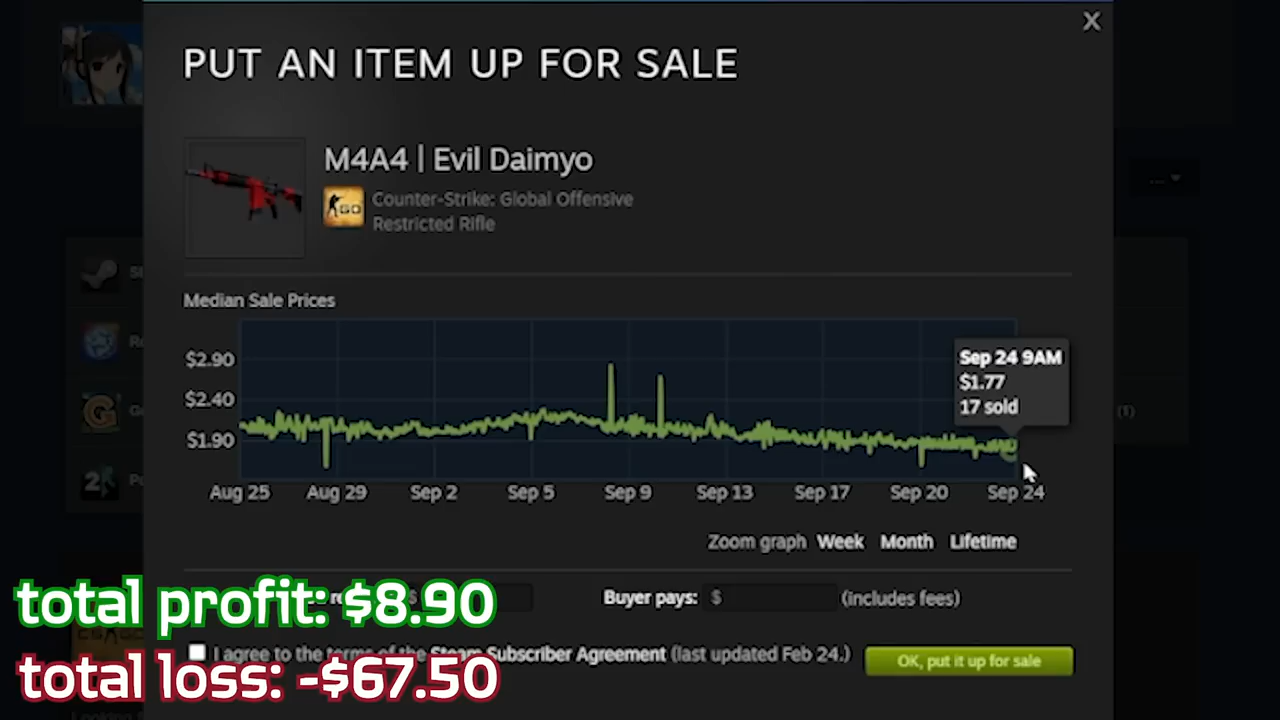 X
PUT AN ITEM UP FOR SALE
M4A4 | Evil Daimyo
Counter-Strike: Global Offensive
Restricted Rifle
Median Sale Prices
$2.90
$2.40
$1.90
Sep 24 9AM
$1.77
17 sold
(1)
Aug 25 Aug 29 Sep 2 Sep 5 Sep 9 Sep 13 Sep 17 Sep 20 Sep 24
Zoom graph Week Month Lifetime
Buyer pays: $ (includes fees)
I agree to the terms of the Steam Subscriber Agreement (last updated Feb 24.)
OK, put it up for sale
total profit: $8.90
total loss: -$67.50